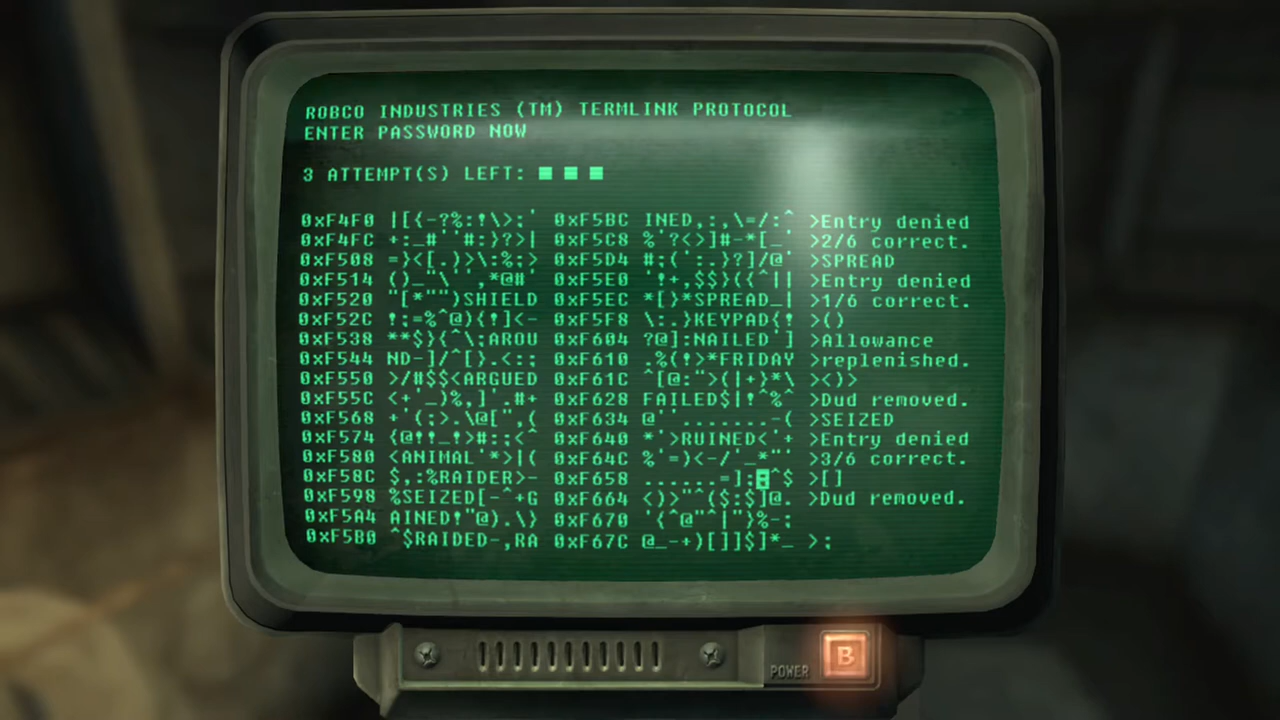 ROBCO INDUSTRIES (TM) TERMLINK PROTOCOL
ENTER PASSWORD NOW
3 ATTEMPT(S) LEFT: ■ ■ ■
0xF4F0 |[{-?%:!\>;' 0xF5BC INED,:,\=/:^ >Entry denied
0xF4FC +:_#''#:}?>| 0xF5C8 %'?<>]#-*[_' >2/6 correct.
0xF508 =}<[.)>\:%;> 0xF5D4 #;(':.}?]/@' >SPREAD
0xF514 ()_"\'',*@#' 0xF5E0 '!+,$$}({^|| >Entry denied
0xF520 "[*"")SHIELD 0xF5EC *[}*SPREAD_| >1/6 correct.
0xF52C !:=%^@){!]<- 0xF5F8 \:.}KEYPAD{! >()
0xF538 **$}{^\;AROU 0xF604 ?@]:NAILED'] >Allowance
0xF544 ND-]/^[}.<:; 0xF610 .%(!>*FRIDAY >replenished.
0xF550 >/#$$<ARGUED 0xF61C ^[@:">(|+}*\ ><)>
0xF55C <+'_)%,]'.#+ 0xF628 FAILED$|!^%^ >Dud removed.
0xF568 +'(;>.\@[",( 0xF634 @''.......-( >SEIZED
0xF574 {@!!_!>#:;<^ 0xF640 *'>RUINED<'+ >Entry denied
0xF580 <ANIMAL'*>|( 0xF64C %'=)<-/'_*"' >3/6 correct.
0xF58C $,:%RAIDER>- 0xF658 ......=];:^$ >[]
0xF598 %SEIZED[-^+G 0xF664 <)>"^($:$]@. >Dud removed.
0xF5A4 AINED!"@).\} 0xF670 '{^@"^|"}%-;
0xF5B0 ^$RAIDED-,RA 0xF67C @_-+)[]]$]*_ >;
POWER
B